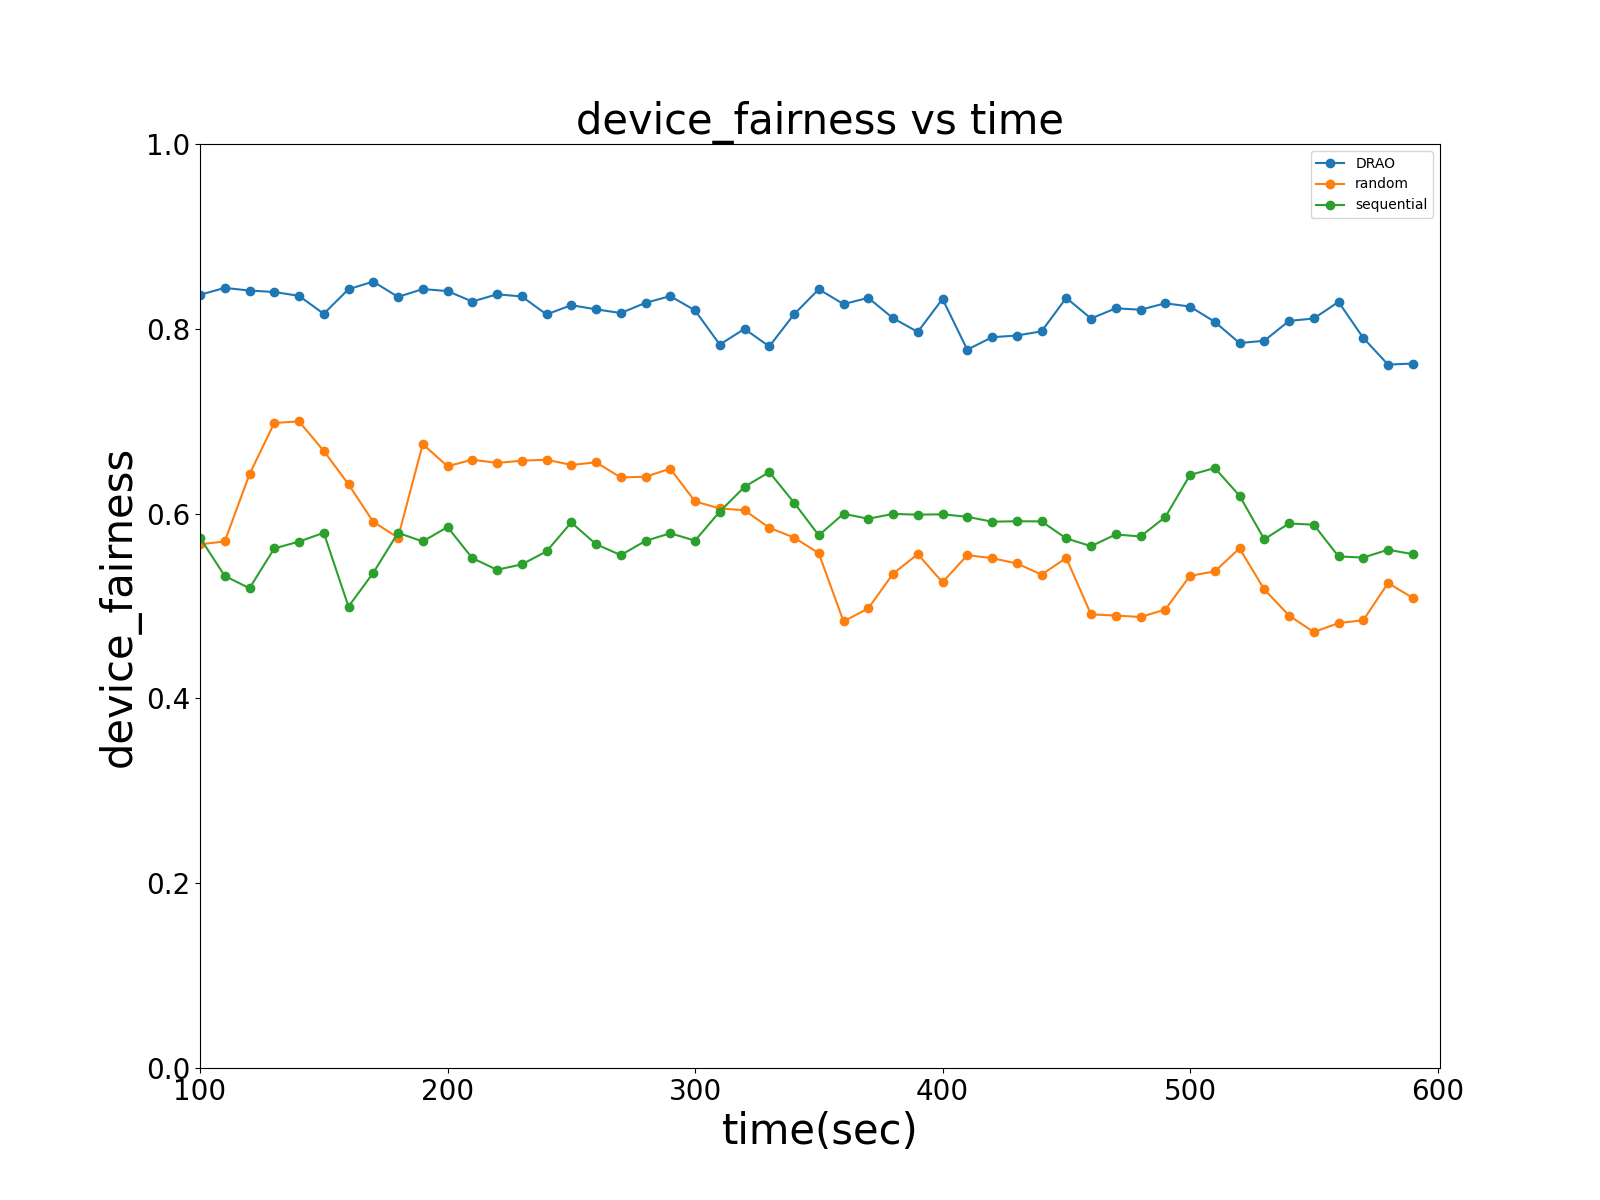 device_fairness vs time
DRAO
random
sequential
device_fairness
1.0
0.8
0.6
0.4
0.2
0.0
100 200 300 400 500 600
time(sec)